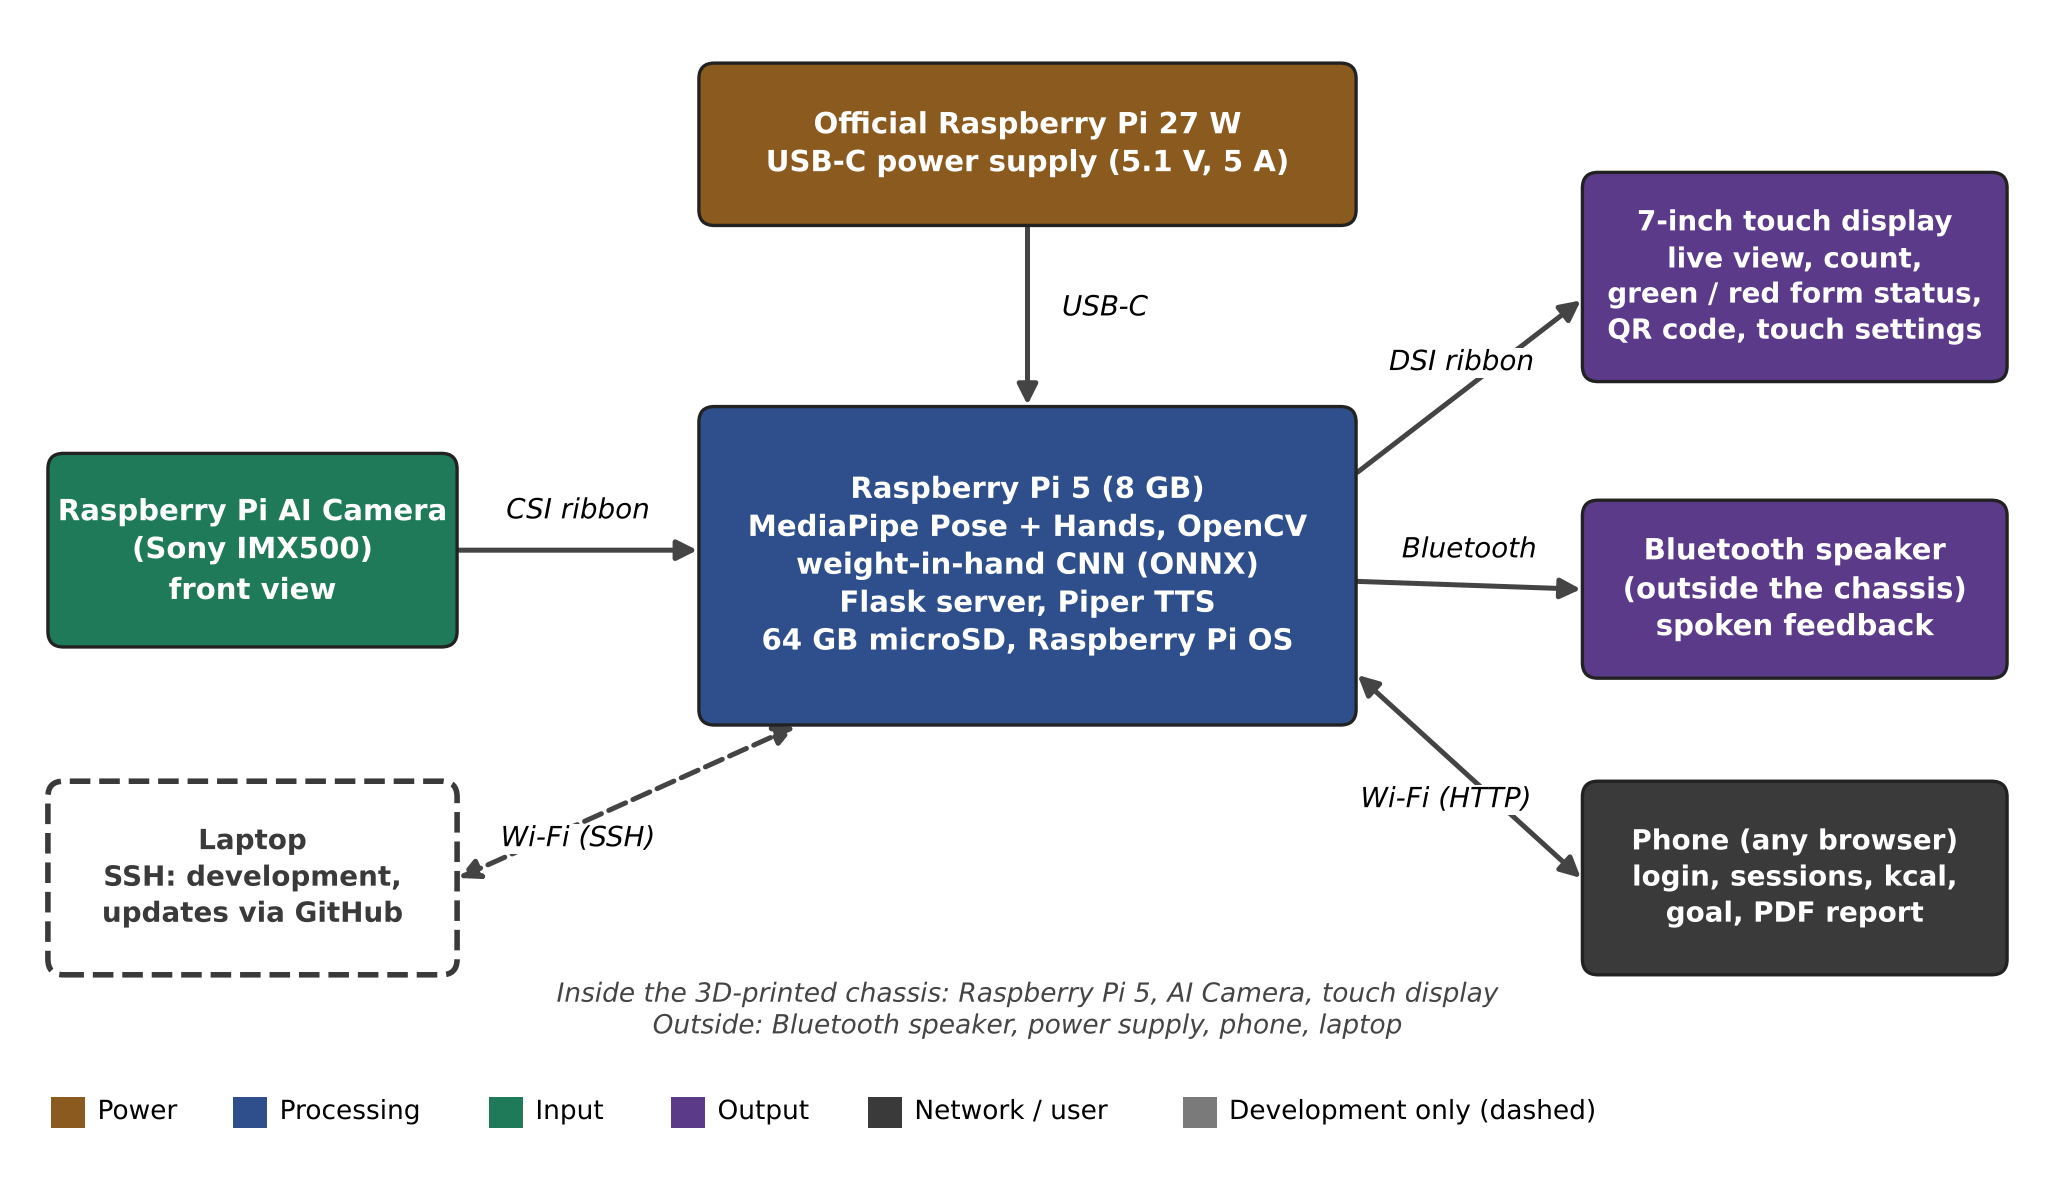 Official Raspberry Pi 27 W
USB-C power supply (5.1 V, 5 A)
USB-C
7-inch touch display
live view, count,
green / red form status,
QR code, touch settings
DSI ribbon
Raspberry Pi AI Camera
(Sony IMX500)
front view
CSI ribbon
Raspberry Pi 5 (8 GB)
MediaPipe Pose + Hands, OpenCV
weight-in-hand CNN (ONNX)
Flask server, Piper TTS
64 GB microSD, Raspberry Pi OS
Bluetooth
Bluetooth speaker
(outside the chassis)
spoken feedback
Laptop
SSH: development,
updates via GitHub
Wi-Fi (SSH)
Wi-Fi (HTTP)
Phone (any browser)
login, sessions, kcal,
goal, PDF report
Inside the 3D-printed chassis: Raspberry Pi 5, AI Camera, touch display
Outside: Bluetooth speaker, power supply, phone, laptop
Power
Processing
Input
Output
Network / user
Development only (dashed)